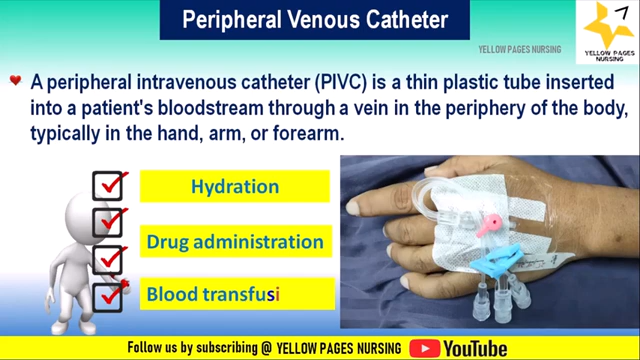 Peripheral Venous Catheter
YELLOW PAGES NURSING
YELLOW PAGES
NURSING
A peripheral intravenous catheter (PIVC) is a thin plastic tube inserted
into a patient's bloodstream through a vein in the periphery of the body,
typically in the hand, arm, or forearm.
Hydration
Drug administration
Blood transfusi
Follow us by subscribing @ YELLOW PAGES NURSING YouTube